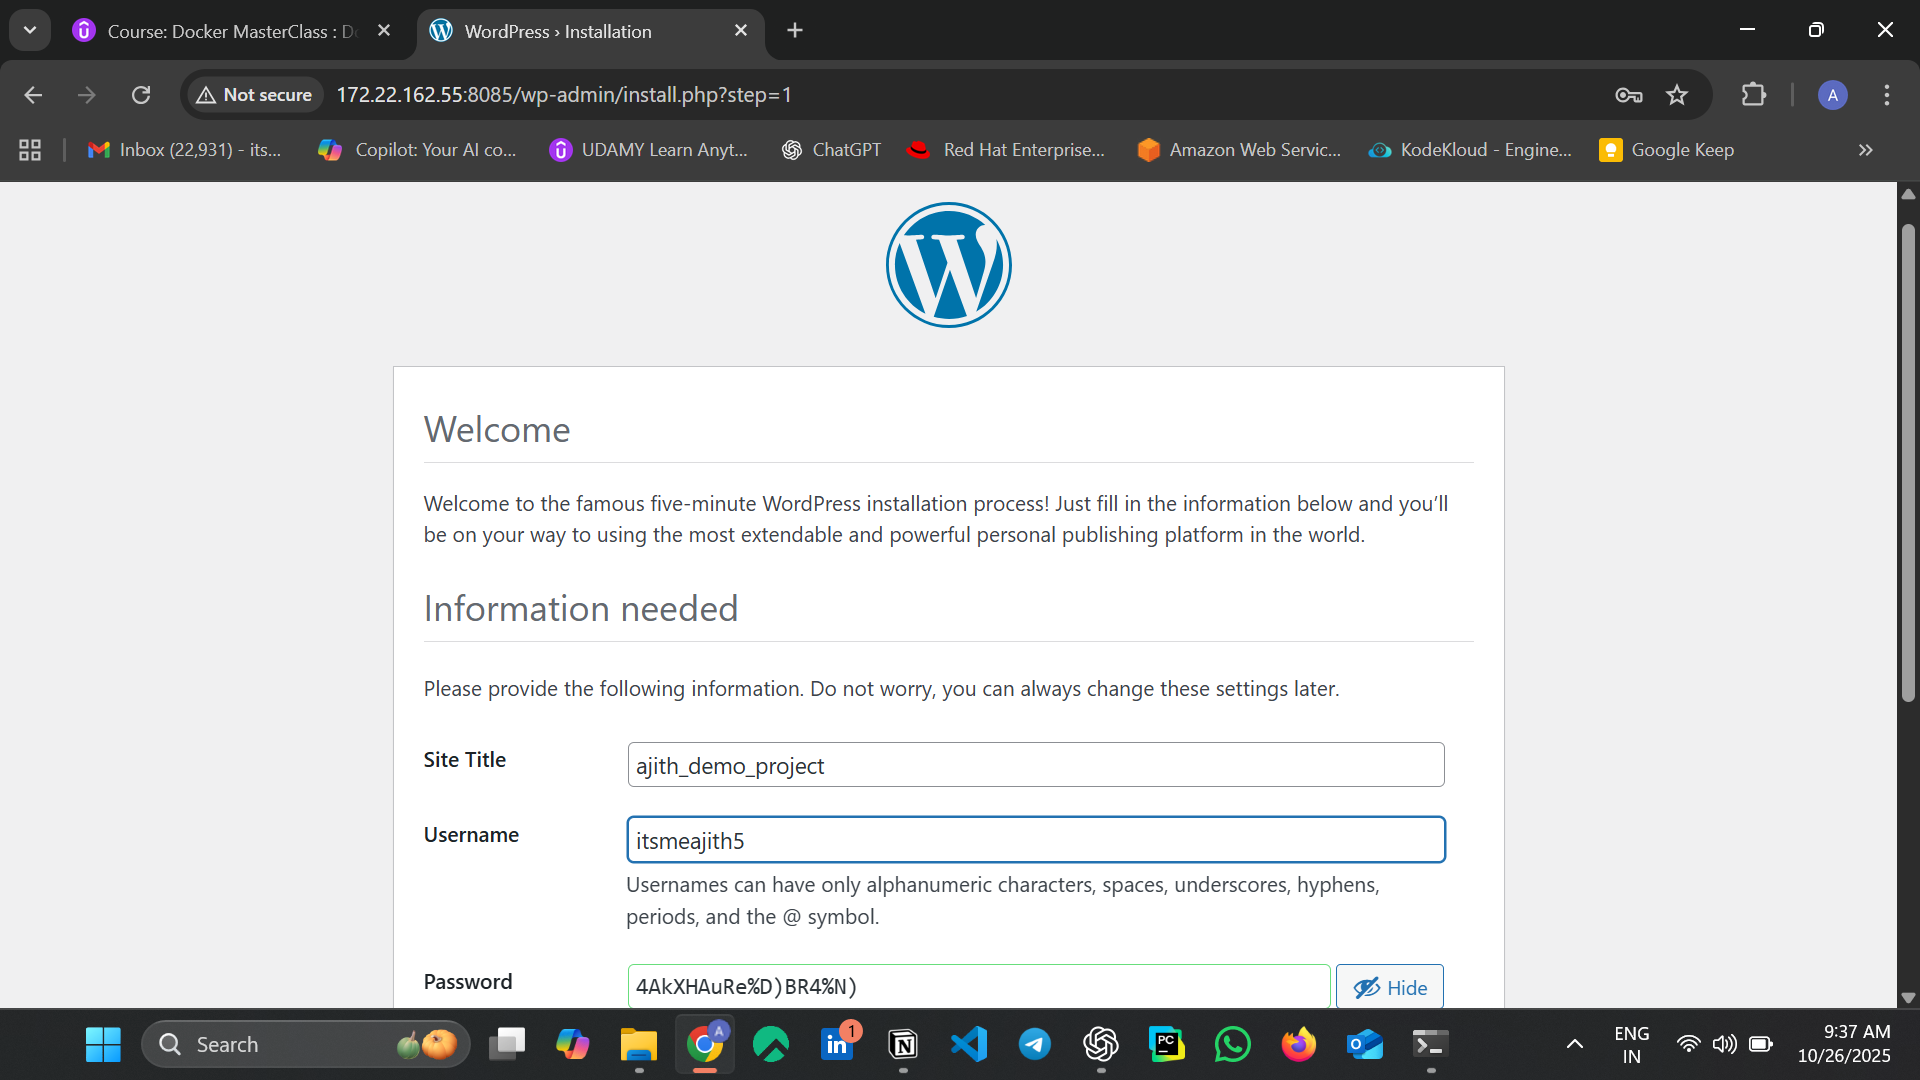 Course: Docker MasterClass : Do
WordPress › Installation
Not secure
172.22.162.55:8085/wp-admin/install.php?step=1
A
Inbox (22,931) - its...
Copilot: Your AI co...
UDAMY Learn Anyt...
ChatGPT
Red Hat Enterprise...
Amazon Web Servic...
KodeKloud - Engine...
Google Keep
Welcome
Welcome to the famous five-minute WordPress installation process! Just fill in the information below and you’ll
be on your way to using the most extendable and powerful personal publishing platform in the world.
Information needed
Please provide the following information. Do not worry, you can always change these settings later.
Site Title
ajith_demo_project
Username
itsmeajith5
Usernames can have only alphanumeric characters, spaces, underscores, hyphens,
periods, and the @ symbol.
Password
4AkXHAuRe%D)BR4%N)
Hide
Search
A
1
PC
ENG
IN
9:37 AM
10/26/2025